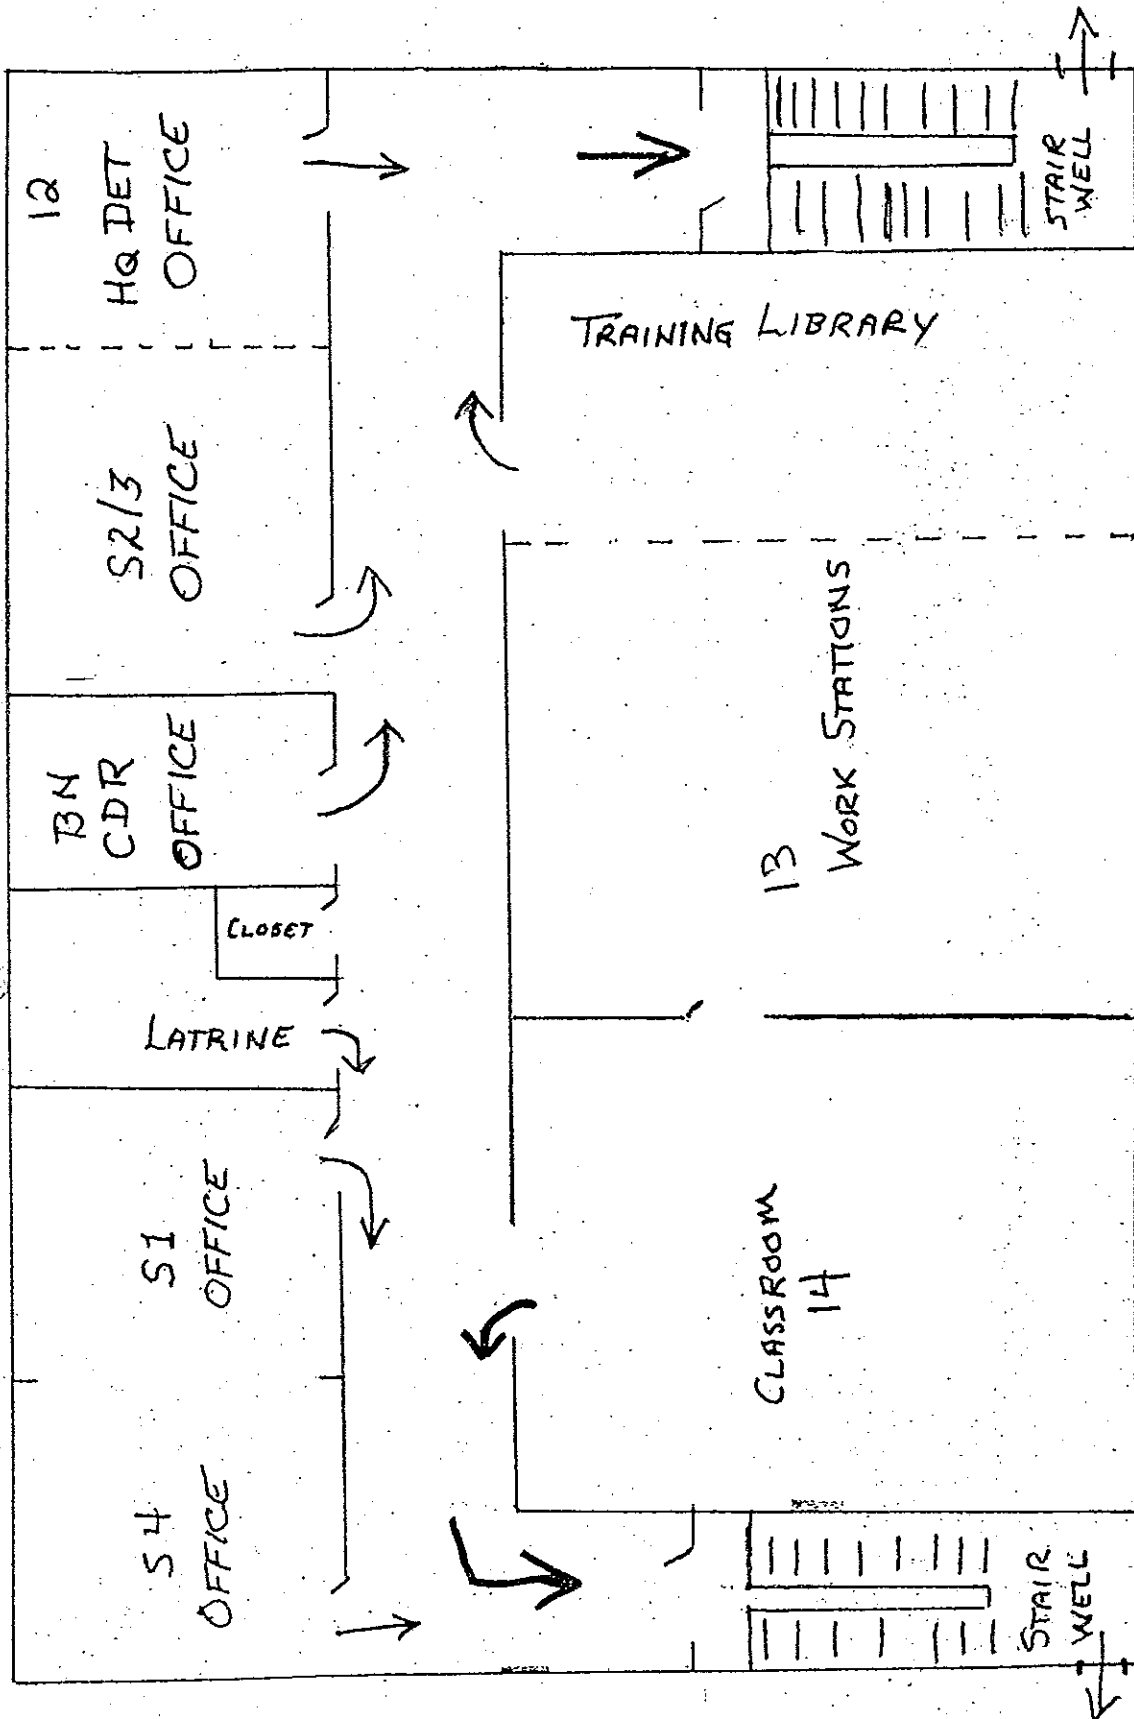 S4
OFFICE
S1
OFFICE
LATRINE
CLOSET
BN
CDR
OFFICE
S2/3
OFFICE
12
HQ DET
OFFICE
TRAINING LIBRARY
13
WORK STATIONS
CLASSROOM
14
STAIR
WELL
STAIR
WELL